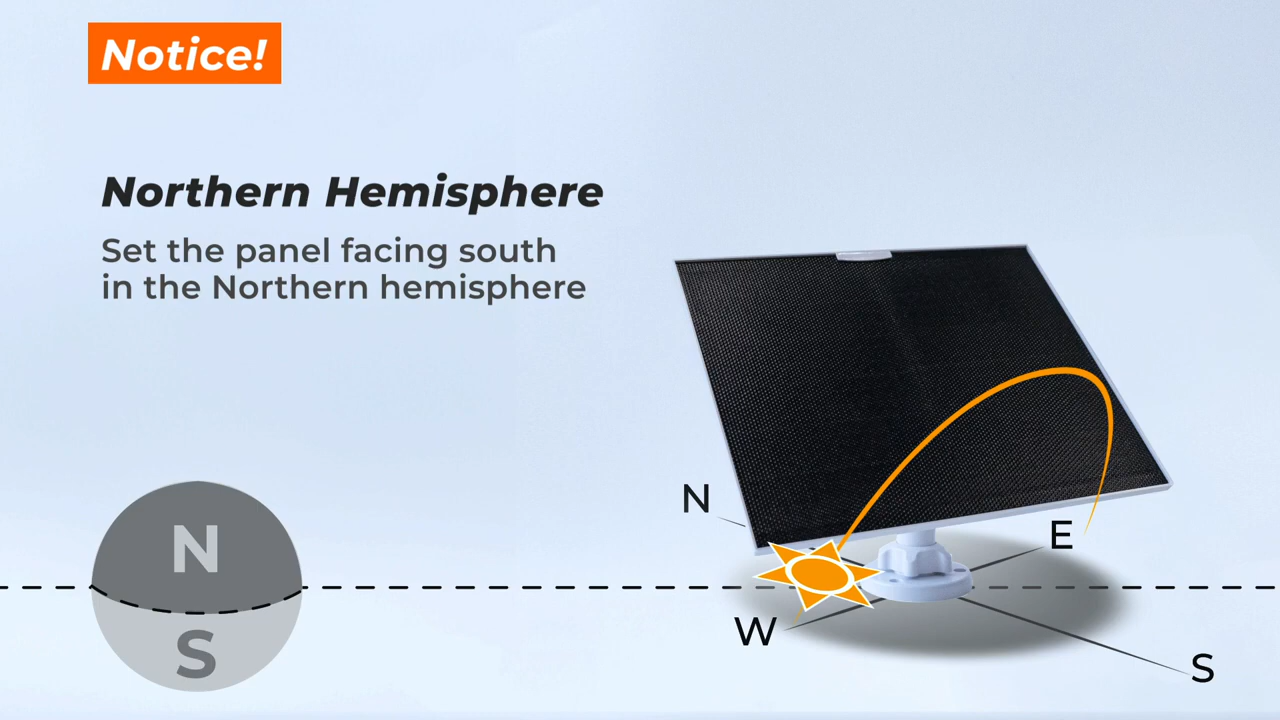 Notice!
Northern Hemisphere
Set the panel facing south
in the Northern hemisphere
N
S
N
E
W
S